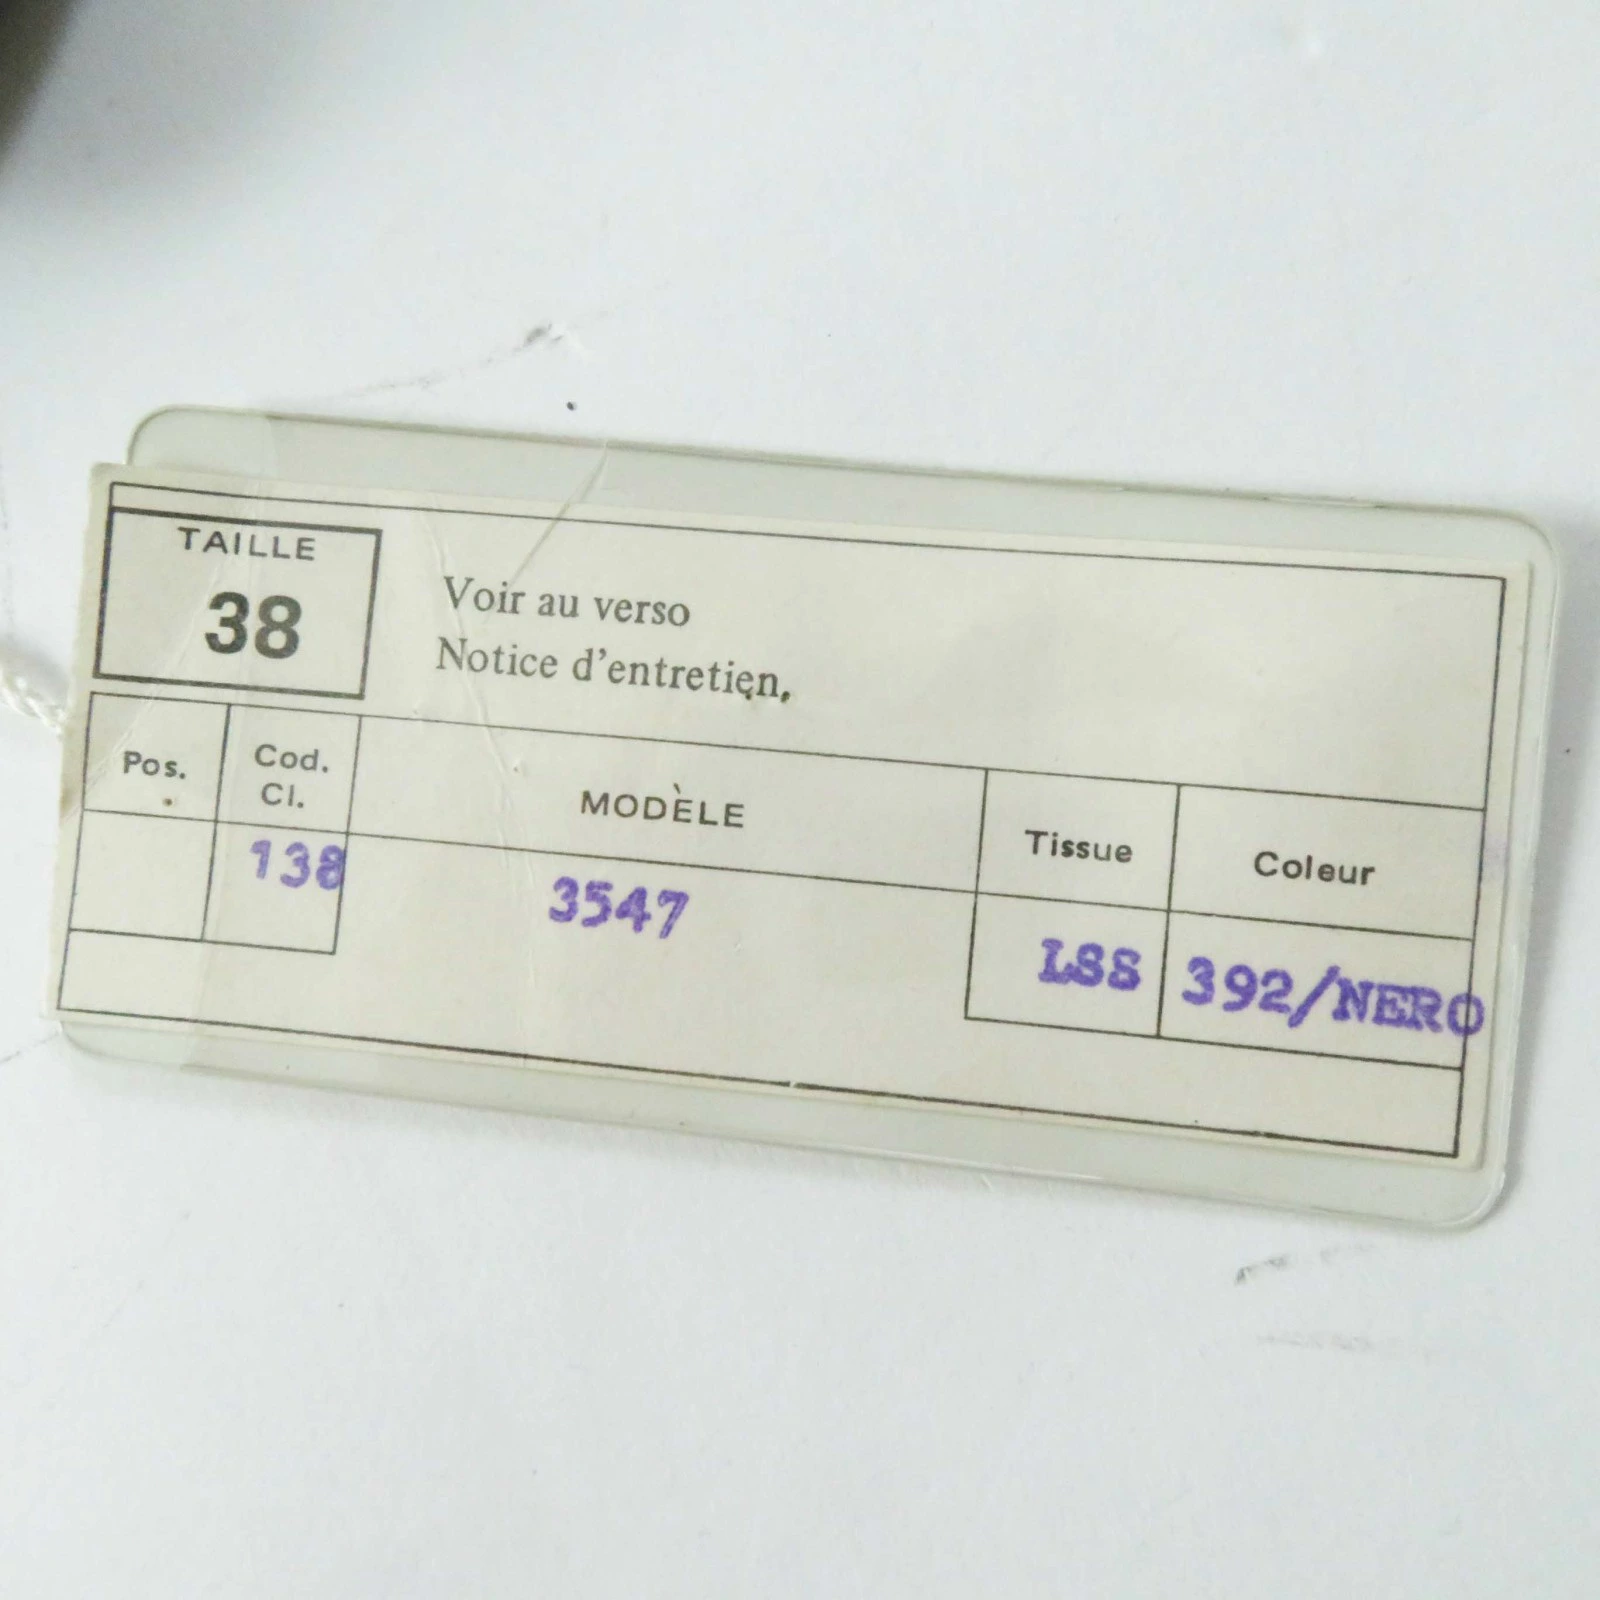 TAILLE
38
Voir au verso
Notice d'entretien.
Pos.
Cod.
Cl.
MODÈLE
Tissue
Coleur
138
3547
LSS
392/NERO